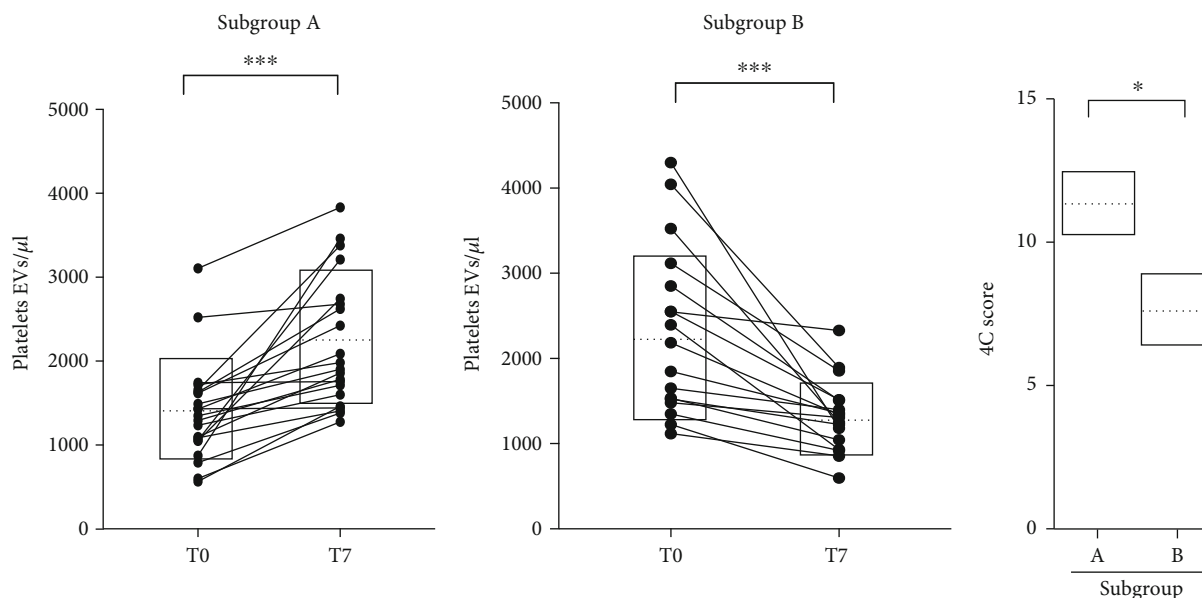 Subgroup A
***
Platelets EVs/μl
5000
4000
3000
2000
1000
0
T0
T7
Subgroup B
***
Platelets EVs/μl
5000
4000
3000
2000
1000
0
T0
T7
*
4C score
15
10
5
0
A
B
Subgroup